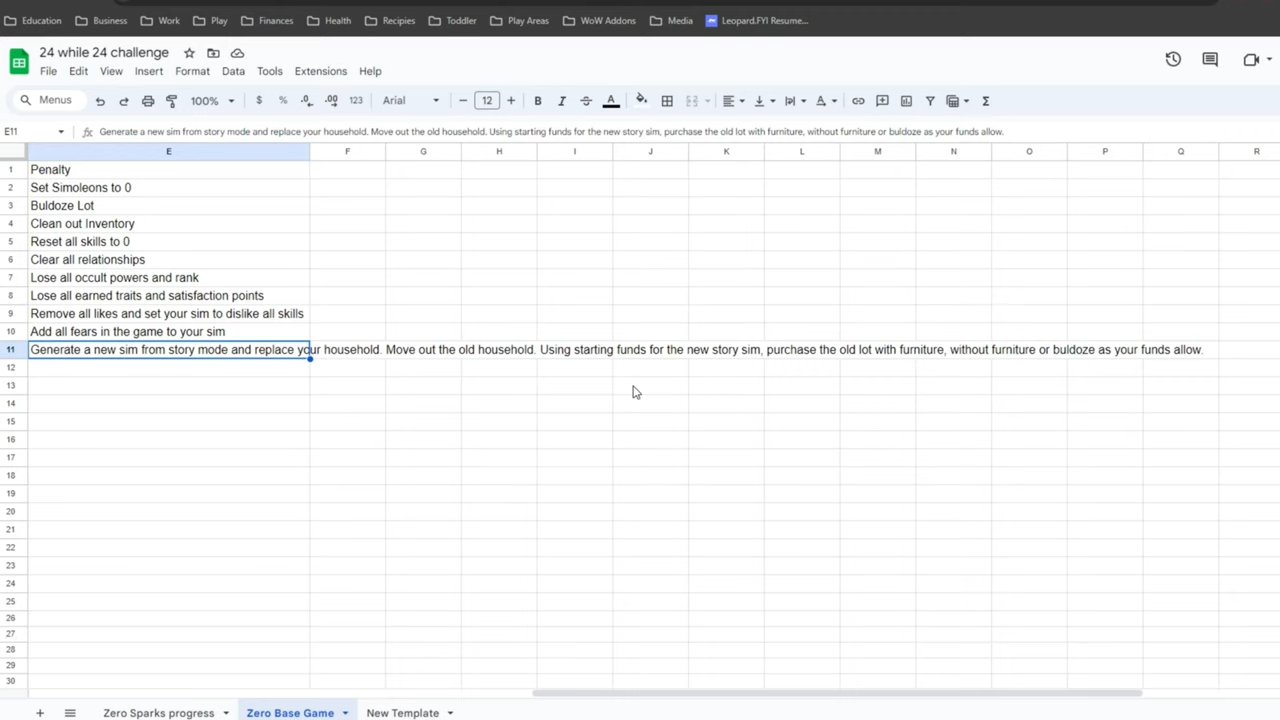 Education Business Work Play Finances Health Recipies Toddler Play Areas WoW Addons Media Leopard.FYI Resume...
24 while 24 challenge
File Edit View Insert Format Data Tools Extensions Help
Menus 100% $ % .0 .00 123 Arial 12 B I A Σ
E11 fx Generate a new sim from story mode and replace your household. Move out the old household. Using starting funds for the new story sim, purchase the old lot with furniture, without furniture or buldoze as your funds allow.
E F G H I J K L M N O P Q R
1 Penalty
2 Set Simoleons to 0
3 Buldoze Lot
4 Clean out Inventory
5 Reset all skills to 0
6 Clear all relationships
7 Lose all occult powers and rank
8 Lose all earned traits and satisfaction points
9 Remove all likes and set your sim to dislike all skills
10 Add all fears in the game to your sim
11 Generate a new sim from story mode and replace your household. Move out the old household. Using starting funds for the new story sim, purchase the old lot with furniture, without furniture or buldoze as your funds allow.
12
13
14
15
16
17
18
19
20
21
22
23
24
25
26
27
28
29
30
Zero Sparks progress Zero Base Game New Template